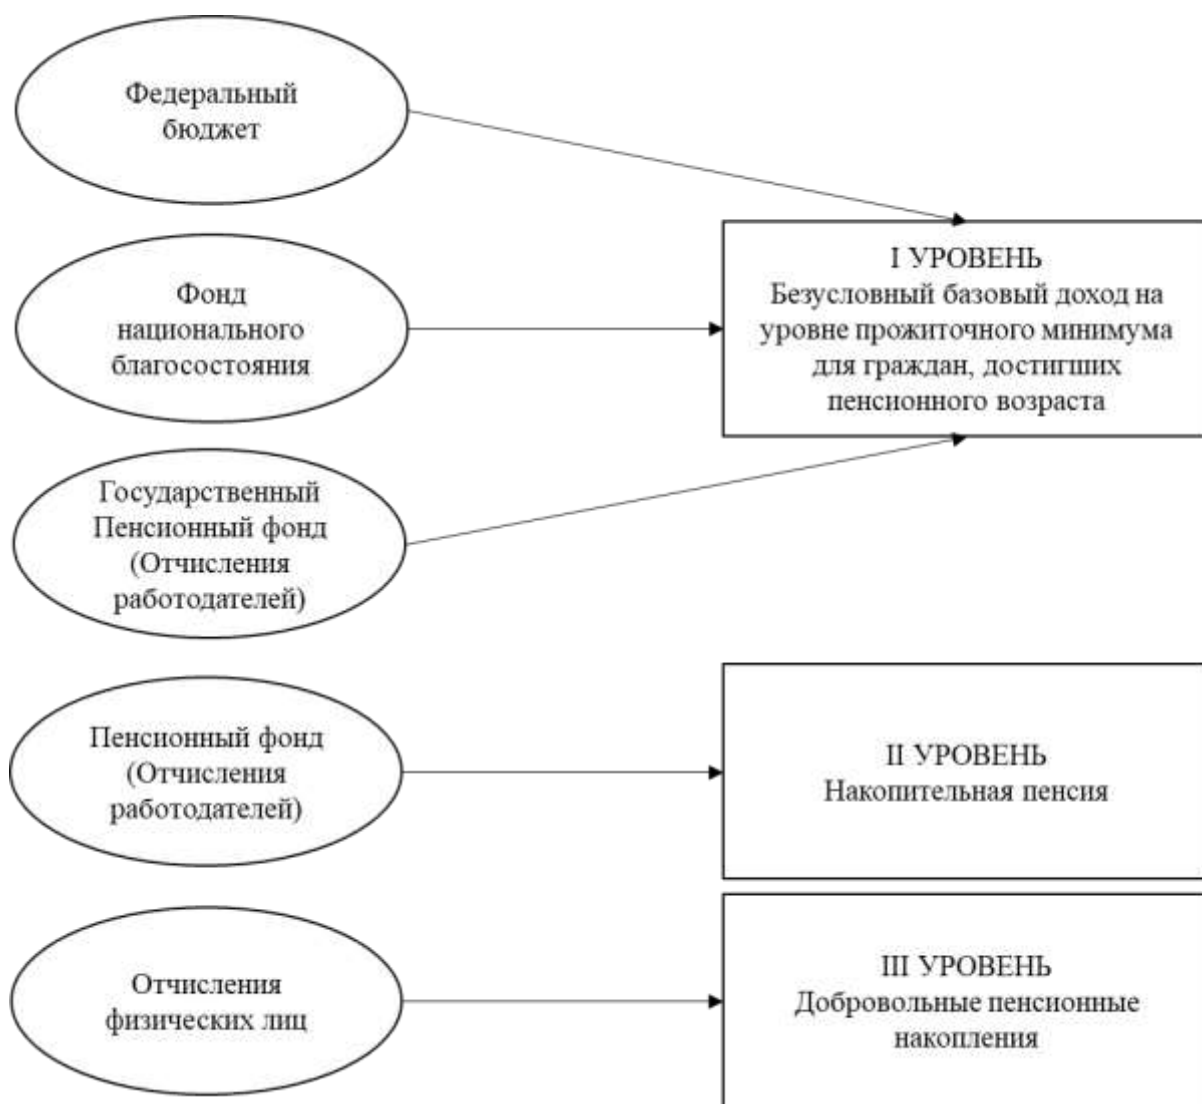 Федеральный
бюджет
Фонд
национального
благосостояния
Государственный
Пенсионный фонд
(Отчисления
работодателей)
Пенсионный фонд
(Отчисления
работодателей)
Отчисления
физических лиц
I УРОВЕНЬ
Безусловный базовый доход на
уровне прожиточного минимума
для граждан, достигших
пенсионного возраста
II УРОВЕНЬ
Накопительная пенсия
III УРОВЕНЬ
Добровольные пенсионные
накопления